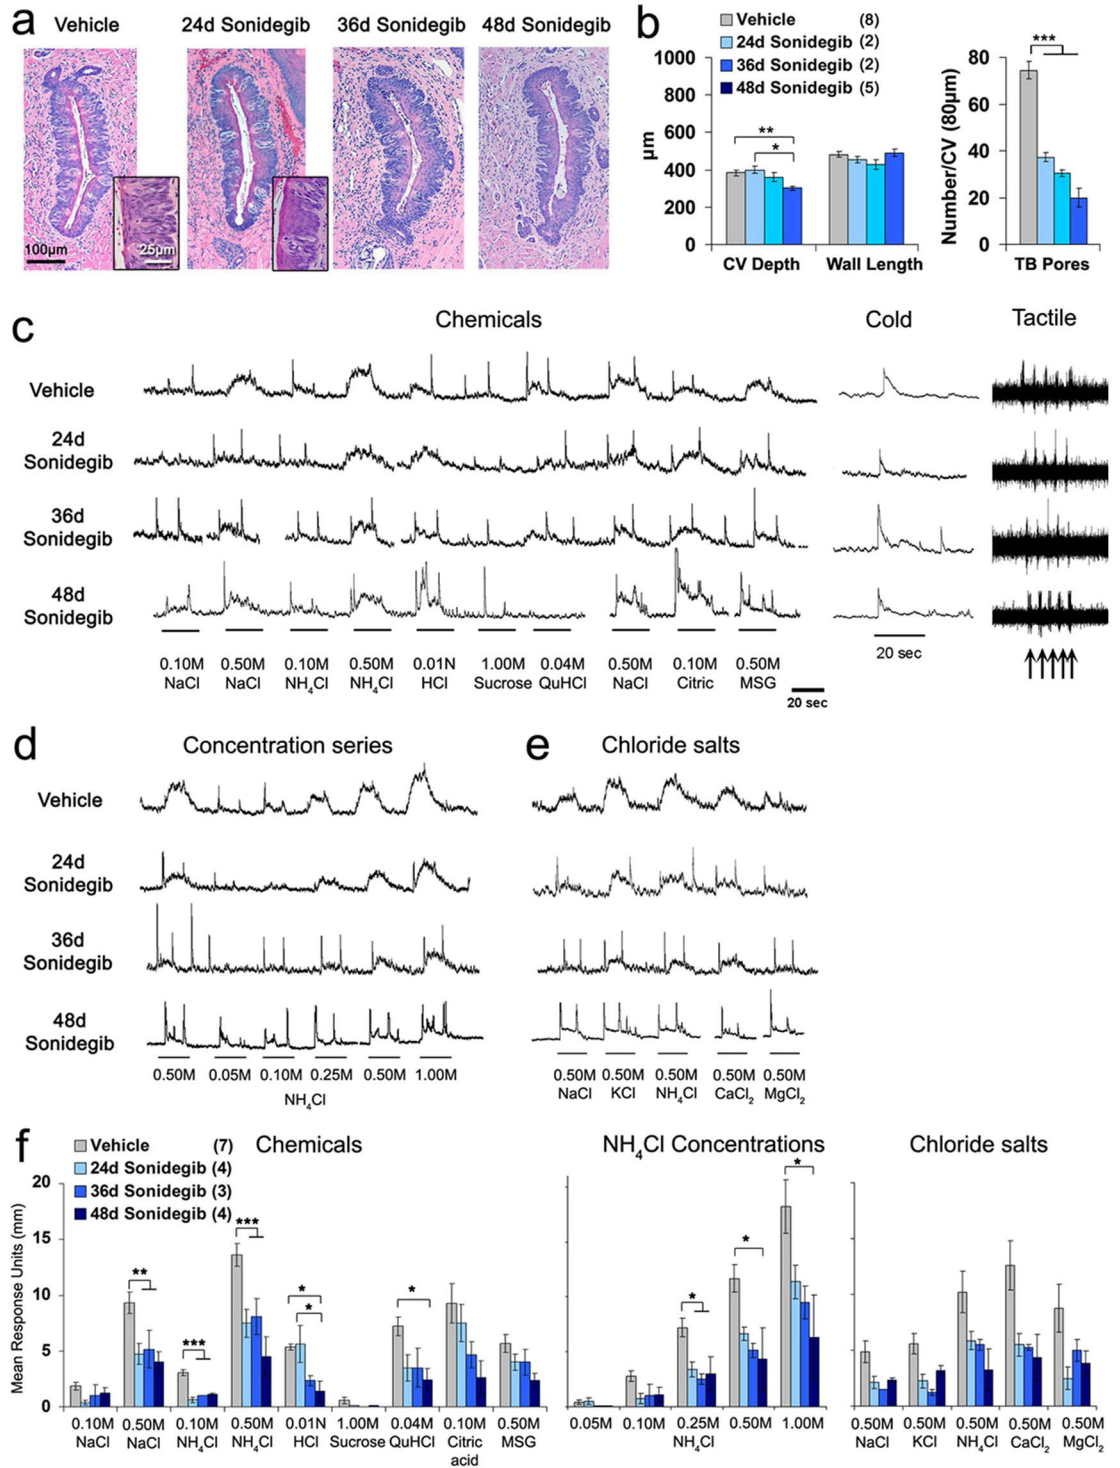 a
Vehicle
24d Sonidegib
36d Sonidegib
48d Sonidegib
100µm
25µm
b
Vehicle (8)
24d Sonidegib (2)
36d Sonidegib (2)
48d Sonidegib (5)
µm
1000
800
600
400
200
0
**
*
CV Depth
Wall Length
Number/CV (80µm)
80
60
40
20
0
***
TB Pores
c
Chemicals
Cold
Tactile
Vehicle
24d
Sonidegib
36d
Sonidegib
48d
Sonidegib
0.10M 0.50M 0.10M 0.50M 0.01N 1.00M 0.04M 0.50M 0.10M 0.50M
NaCl NaCl NH4Cl NH4Cl HCl Sucrose QuHCl NaCl Citric MSG
20 sec
20 sec
d
Concentration series
Vehicle
24d
Sonidegib
36d
Sonidegib
48d
Sonidegib
0.50M 0.05M 0.10M 0.25M 0.50M 1.00M
NH4Cl
e
Chloride salts
0.50M 0.50M 0.50M 0.50M 0.50M
NaCl KCl NH4Cl CaCl2 MgCl2
f
Vehicle (7)
24d Sonidegib (4)
36d Sonidegib (3)
48d Sonidegib (4)
Chemicals
Mean Response Units (mm)
20
15
10
5
0
**
***
***
*
*
*
0.10M 0.50M 0.10M 0.50M 0.01N 1.00M 0.04M 0.10M 0.50M
NaCl NaCl NH4Cl NH4Cl HCl Sucrose QuHCl Citric MSG
acid
NH4Cl Concentrations
*
*
*
0.05M 0.10M 0.25M 0.50M 1.00M
NH4Cl
Chloride salts
0.50M 0.50M 0.50M 0.50M 0.50M
NaCl KCl NH4Cl CaCl2 MgCl2